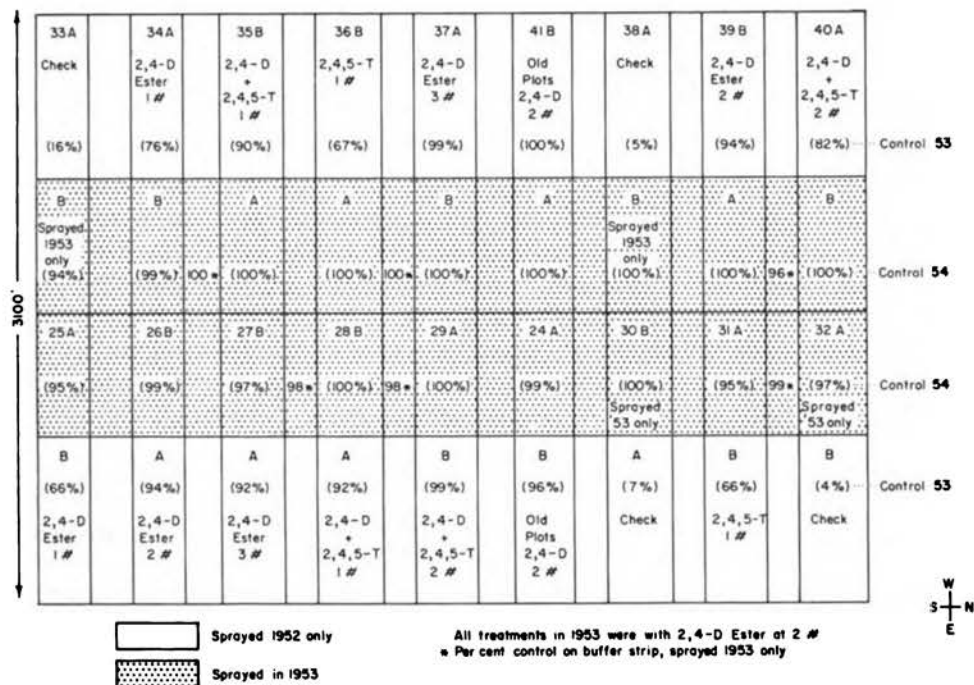 33A 34A 35B 36B 37A 41B 38A 39B 40A
Check 2,4-D 2,4-D 2,4,5-T 2,4-D Old Check 2,4-D 2,4-D
Ester + 1 # Ester Plots Ester +
1 # 2,4,5-T 3 # 2,4-D 2 # 2,4,5-T
1 # 2 # 2 #
(16%) (76%) (90%) (67%) (99%) (100%) (5%) (94%) (82%) Control 53
B B A A B A B A B
Sprayed Sprayed
1953 1953
only only
(94%) (99%) 100* (100%) (100%) 100* (100%) (100%) (100%) (100%) 96* (100%) Control 54
3100'
25A 26B 27B 28B 29A 24A 30B 31A 32A
(95%) (99%) (97%) 98* (100%) 98* (100%) (99%) (100%) (95%) 99* (97%) Control 54
Sprayed Sprayed
'53 only '53 only
B A A A B B A B B
(66%) (94%) (92%) (92%) (99%) (96%) (7%) (66%) (4%) Control 53
2,4-D 2,4-D 2,4-D 2,4-D 2,4-D Old Check 2,4,5-T Check
Ester Ester Ester + + Plots 1 #
1 # 2 # 3 # 2,4,5-T 2,4,5-T 2,4-D
1 # 2 # 2 #
W
S N
E
Sprayed 1952 only
Sprayed in 1953
All treatments in 1953 were with 2,4-D Ester at 2 #
* Per cent control on buffer strip, sprayed 1953 only